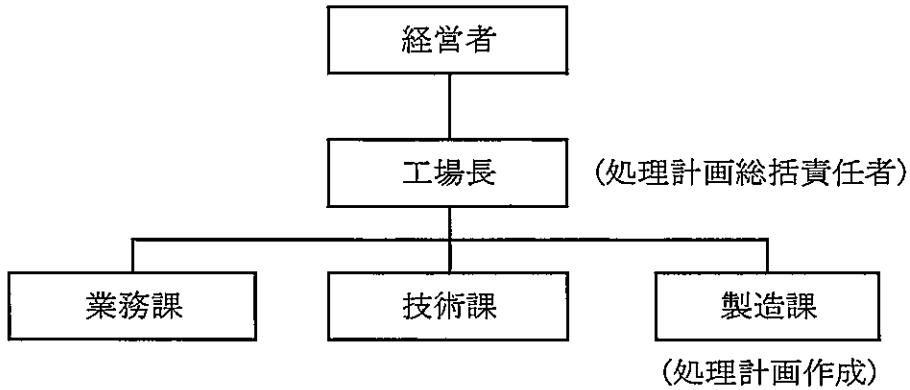 経営者
工場長
(処理計画総括責任者)
業務課
技術課
製造課
(処理計画作成)